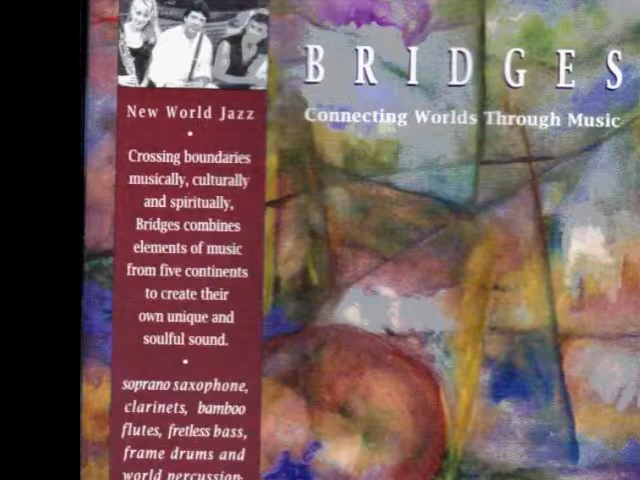 BRIDGES
Connecting Worlds Through Music
New World Jazz
•
Crossing boundaries
musically, culturally
and spiritually,
Bridges combines
elements of music
from five continents
to create their
own unique and
soulful sound.
•
soprano saxophone,
clarinets, bamboo
flutes, fretless bass,
frame drums and
world percussion.